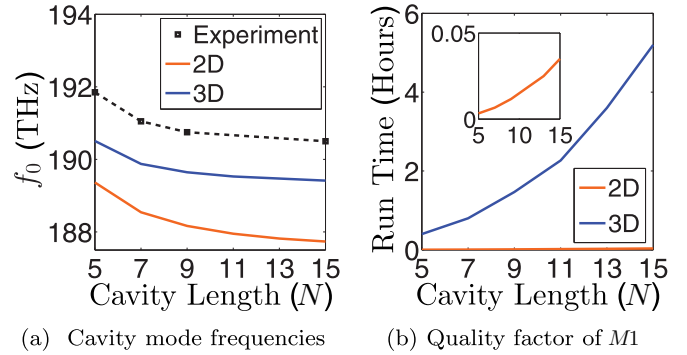 194
192
190
188
f0 (THz)
Experiment
2D
3D
5 7 9 11 13 15
Cavity Length (N)
(a) Cavity mode frequencies
6
4
2
0
Run Time (Hours)
0.05
0
5 10 15
2D
3D
5 7 9 11 13 15
Cavity Length (N)
(b) Quality factor of M1